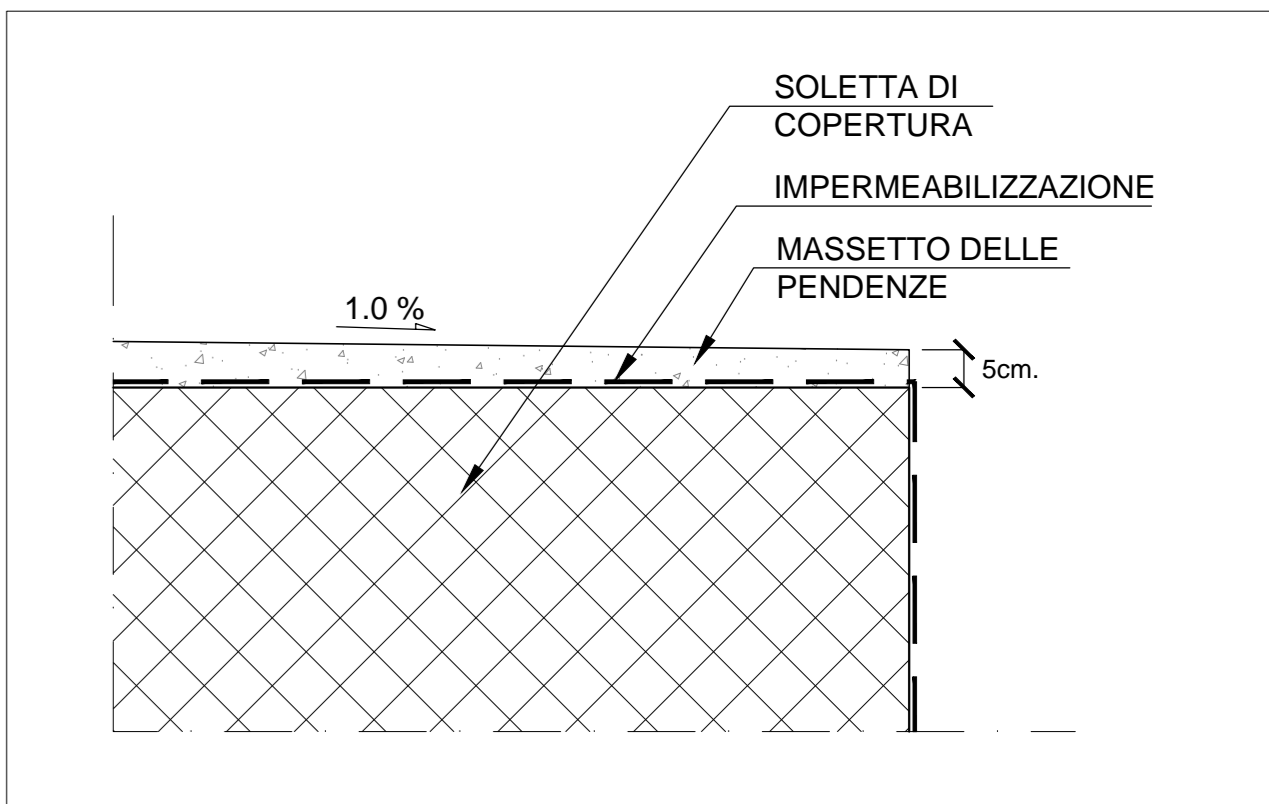 SOLETTA DI
COPERTURA
IMPERMEABILIZZAZIONE
MASSETTO DELLE
PENDENZE
1.0 %
5cm.